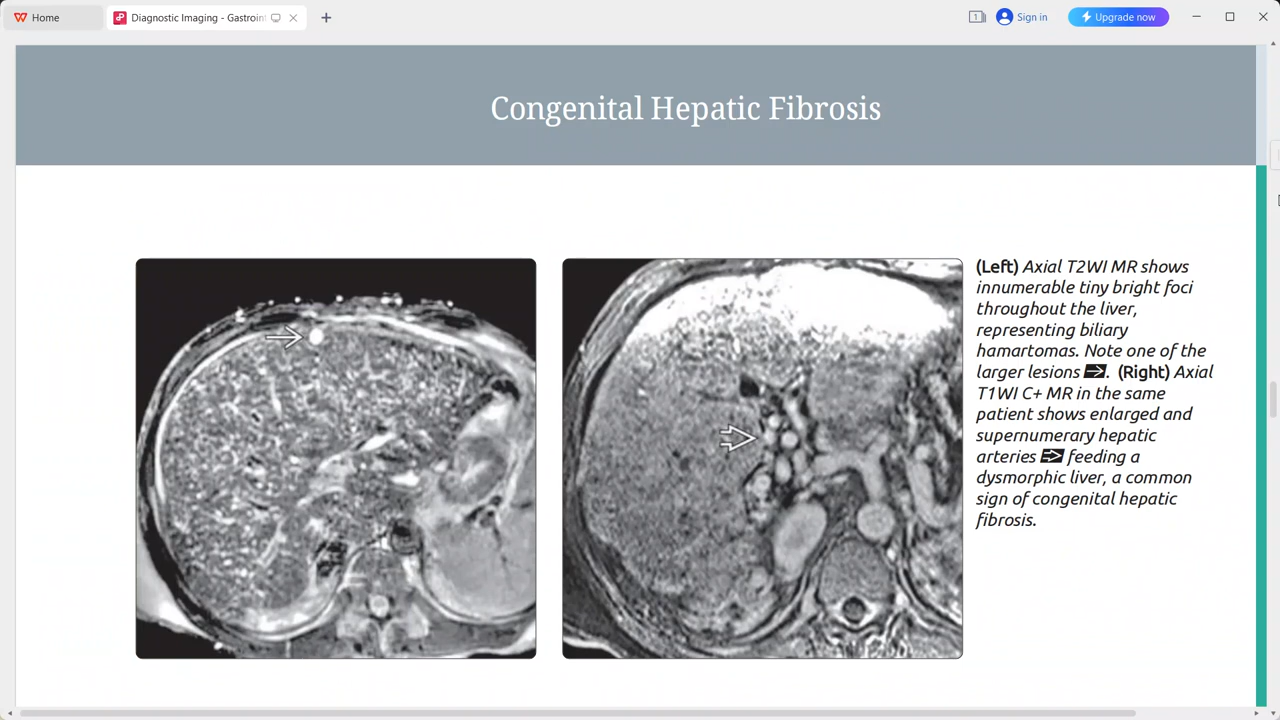 Home
Diagnostic Imaging - Gastroint
1
Sign in
Upgrade now
Congenital Hepatic Fibrosis
(Left) Axial T2WI MR shows
innumerable tiny bright foci
throughout the liver,
representing biliary
hamartomas. Note one of the
larger lesions ➡. (Right) Axial
T1WI C+ MR in the same
patient shows enlarged and
supernumerary hepatic
arteries ➡ feeding a
dysmorphic liver, a common
sign of congenital hepatic
fibrosis.